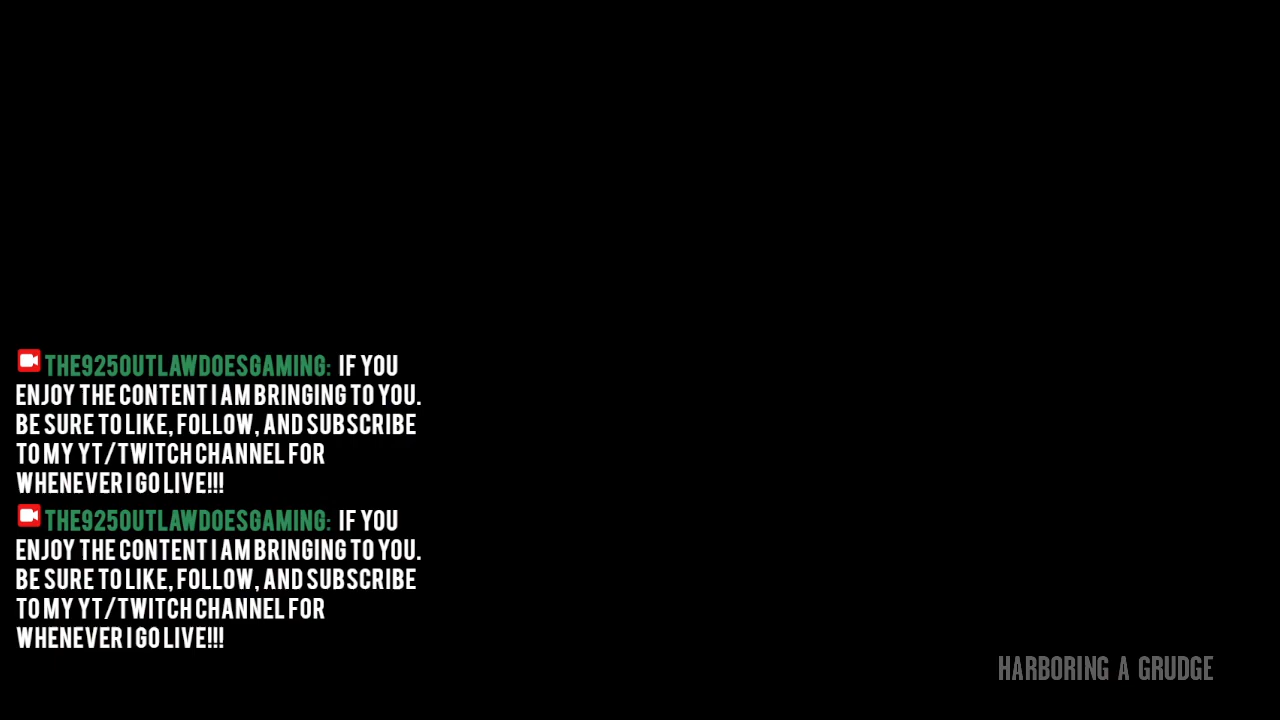 THE925OUTLAWDOESGAMING: IF YOU
ENJOY THE CONTENT I AM BRINGING TO YOU.
BE SURE TO LIKE, FOLLOW, AND SUBSCRIBE
TO MY YT/TWITCH CHANNEL FOR
WHENEVER I GO LIVE!!!
THE925OUTLAWDOESGAMING: IF YOU
ENJOY THE CONTENT I AM BRINGING TO YOU.
BE SURE TO LIKE, FOLLOW, AND SUBSCRIBE
TO MY YT/TWITCH CHANNEL FOR
WHENEVER I GO LIVE!!!
HARBORING A GRUDGE